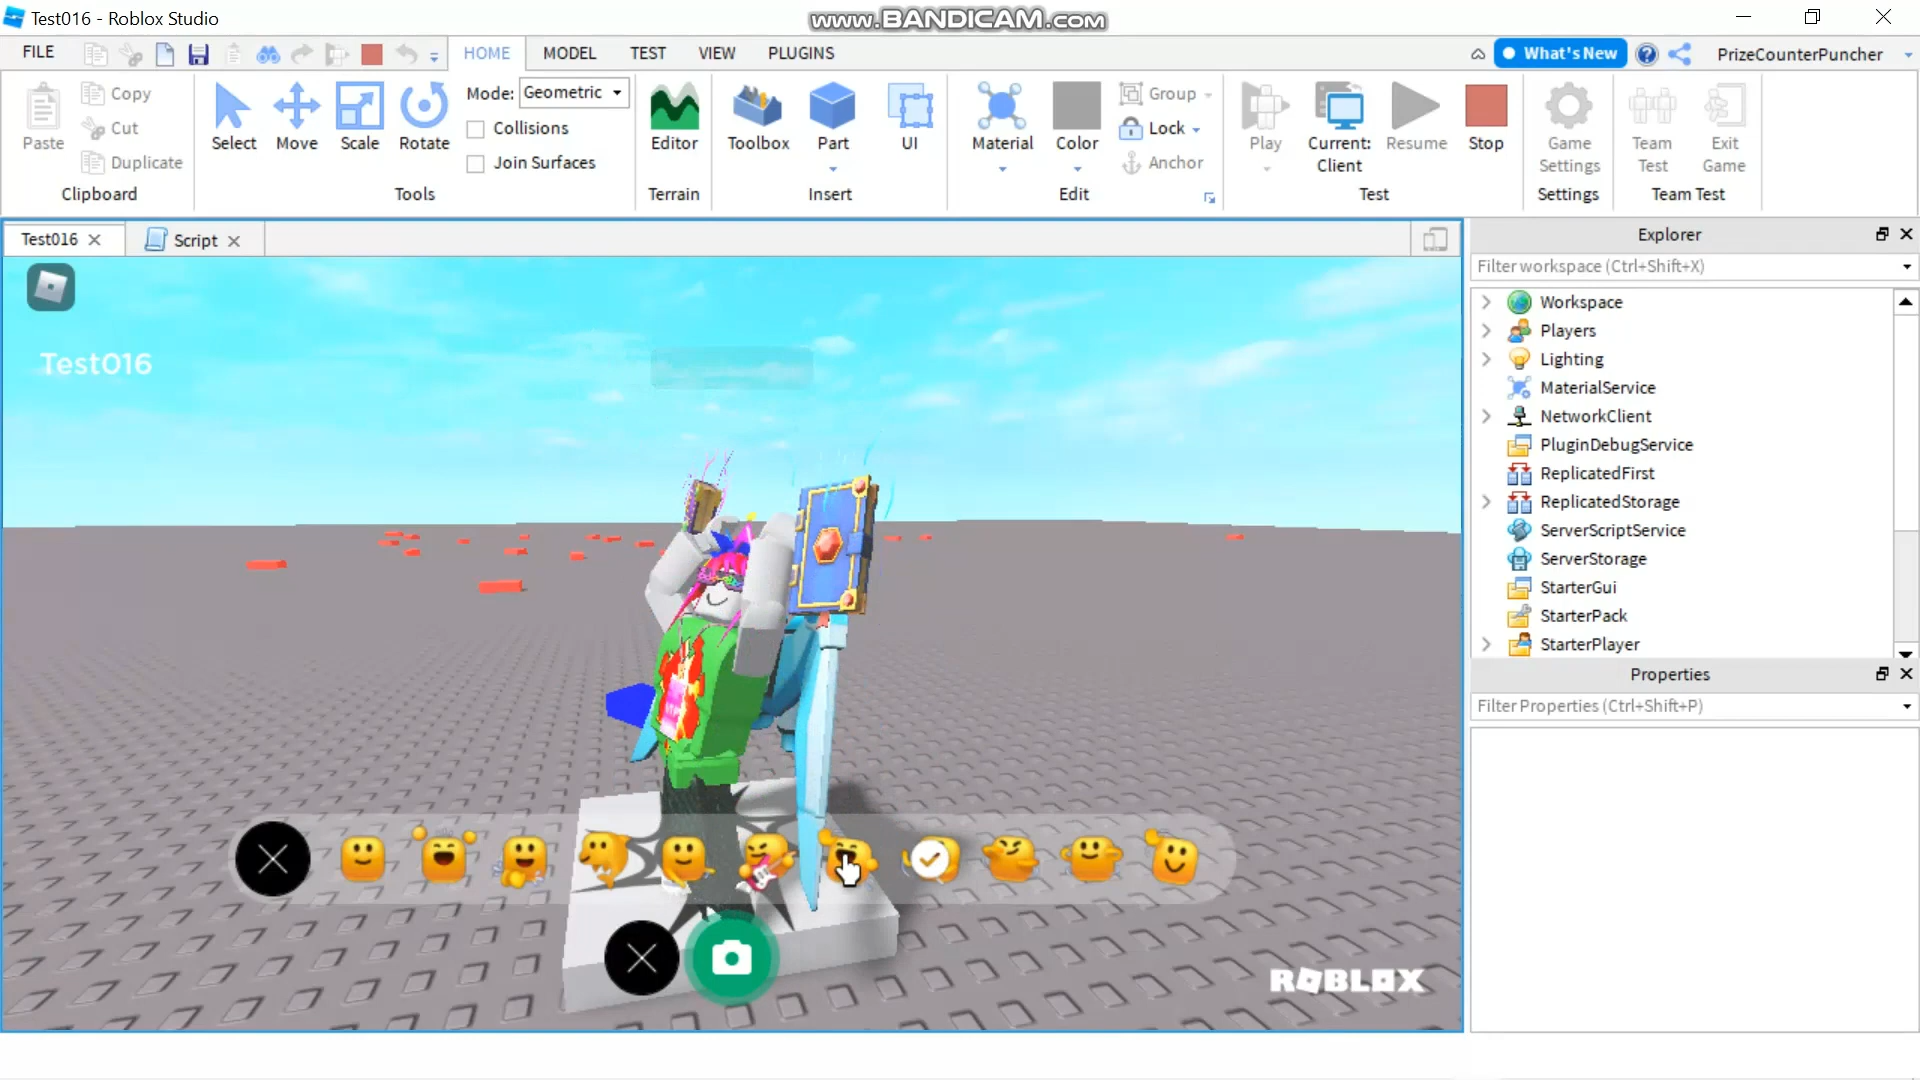 Test016 - Roblox Studio
www.BANDICAM.com
FILE
HOME
MODEL
TEST
VIEW
PLUGINS
What's New
PrizeCounterPuncher
Paste
Copy
Cut
Duplicate
Clipboard
Select
Move
Scale
Rotate
Mode: Geometric
Collisions
Join Surfaces
Tools
Editor
Terrain
Toolbox
Part
UI
Insert
Material
Color
Group
Lock
Anchor
Edit
Play
Current:
Client
Resume
Stop
Test
Game
Settings
Settings
Team
Test
Exit
Game
Team Test
Test016
Script
Explorer
Filter workspace (Ctrl+Shift+X)
Workspace
Players
Lighting
MaterialService
NetworkClient
PluginDebugService
ReplicatedFirst
ReplicatedStorage
ServerScriptService
ServerStorage
StarterGui
StarterPack
StarterPlayer
Properties
Filter Properties (Ctrl+Shift+P)
Test016
ROBLOX